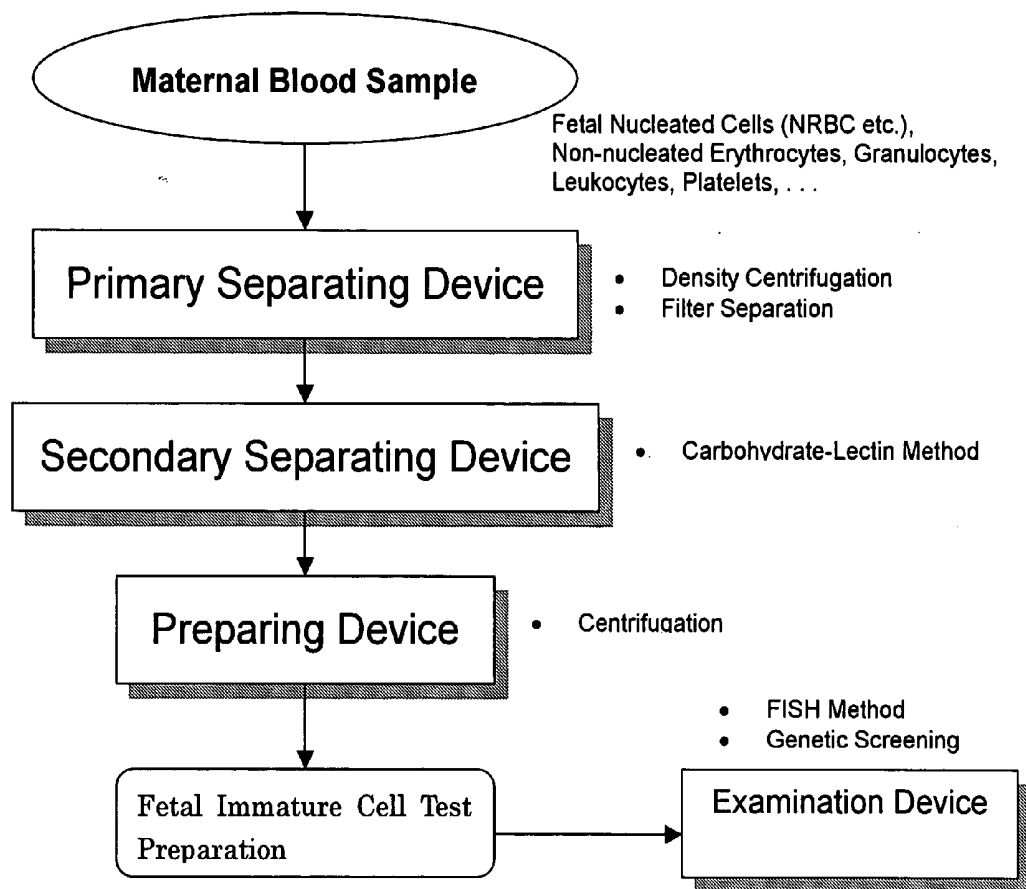 Maternal Blood Sample
Fetal Nucleated Cells (NRBC etc.),
Non-nucleated Erythrocytes, Granulocytes,
Leukocytes, Platelets, . . .
Primary Separating Device
• Density Centrifugation
• Filter Separation
Secondary Separating Device
• Carbohydrate-Lectin Method
Preparing Device
• Centrifugation
• FISH Method
• Genetic Screening
Fetal Immature Cell Test
Preparation
Examination Device